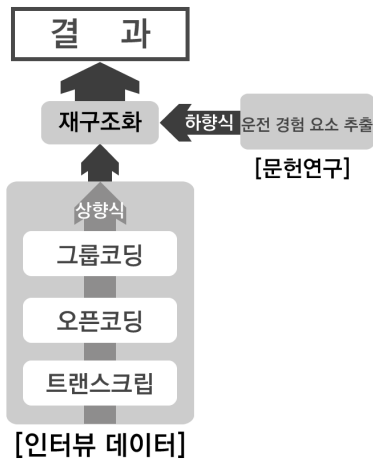 결 과
재구조화
하향식
운전 경험 요소 추출
[문헌연구]
상향식
그룹코딩
오픈코딩
트랜스크립
[인터뷰 데이터]